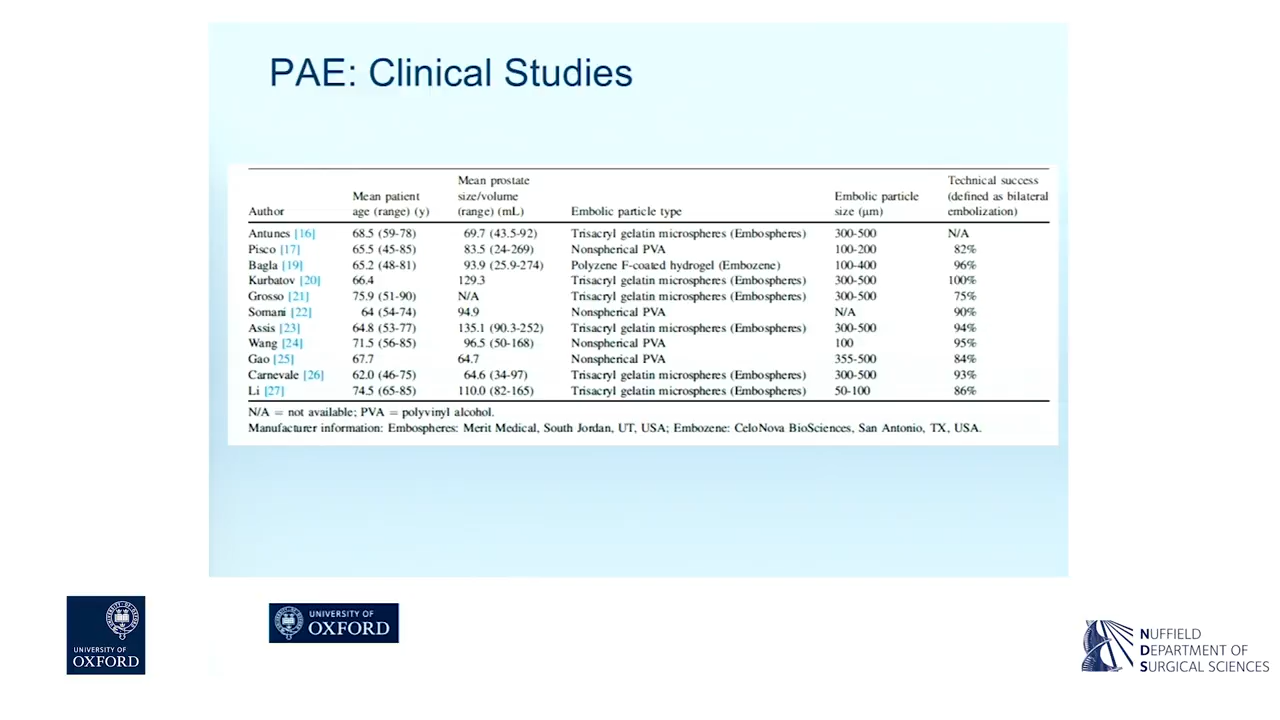 PAE: Clinical Studies
Mean prostate Technical success
Mean patient size/volume Embolic particle (defined as bilateral
Author age (range) (y) (range) (mL) Embolic particle type size (μm) embolization)
Antunes [16] 68.5 (59-78) 69.7 (43.5-92) Trisacryl gelatin microspheres (Embospheres) 300-500 N/A
Pisco [17] 65.5 (45-85) 83.5 (24-269) Nonspherical PVA 100-200 82%
Bagla [19] 65.2 (48-81) 93.9 (25.9-274) Polyzene F-coated hydrogel (Embozene) 100-400 96%
Kurbatov [20] 66.4 129.3 Trisacryl gelatin microspheres (Embospheres) 300-500 100%
Grosso [21] 75.9 (51-90) N/A Trisacryl gelatin microspheres (Embospheres) 300-500 75%
Somani [22] 64 (54-74) 94.9 Nonspherical PVA N/A 90%
Assis [23] 64.8 (53-77) 135.1 (90.3-252) Trisacryl gelatin microspheres (Embospheres) 300-500 94%
Wang [24] 71.5 (56-85) 96.5 (50-168) Nonspherical PVA 100 95%
Gao [25] 67.7 64.7 Nonspherical PVA 355-500 84%
Carnevale [26] 62.0 (46-75) 64.6 (34-97) Trisacryl gelatin microspheres (Embospheres) 300-500 93%
Li [27] 74.5 (65-85) 110.0 (82-165) Trisacryl gelatin microspheres (Embospheres) 50-100 86%
N/A = not available; PVA = polyvinyl alcohol.
Manufacturer information: Embospheres: Merit Medical, South Jordan, UT, USA; Embozene: CeloNova BioSciences, San Antonio, TX, USA.
UNIVERSITY OF
OXFORD
UNIVERSITY OF
OXFORD
NUFFIELD
DEPARTMENT OF
SURGICAL SCIENCES